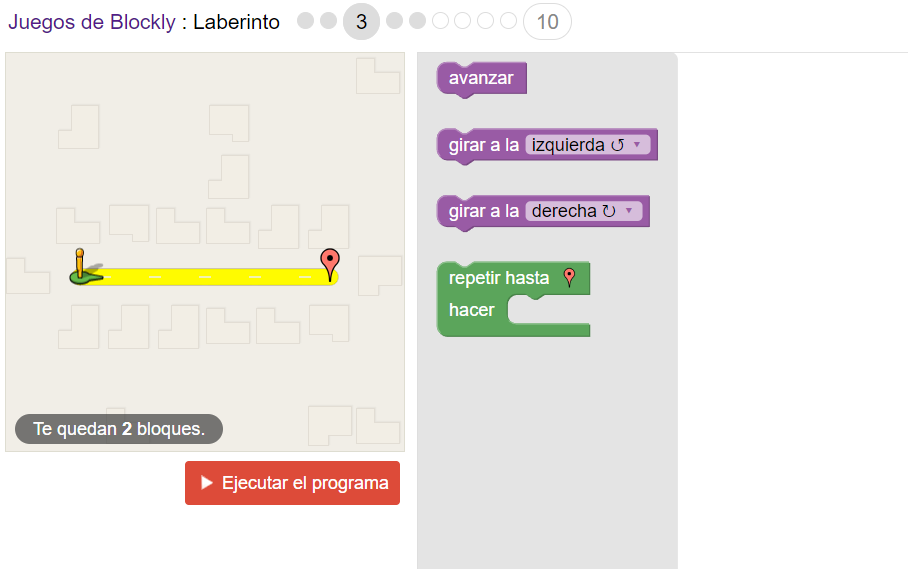 Juegos de Blockly : Laberinto 3 10
avanzar
girar a la izquierda ↺ ▾
girar a la derecha ↻ ▾
repetir hasta
hacer
Te quedan 2 bloques.
Ejecutar el programa